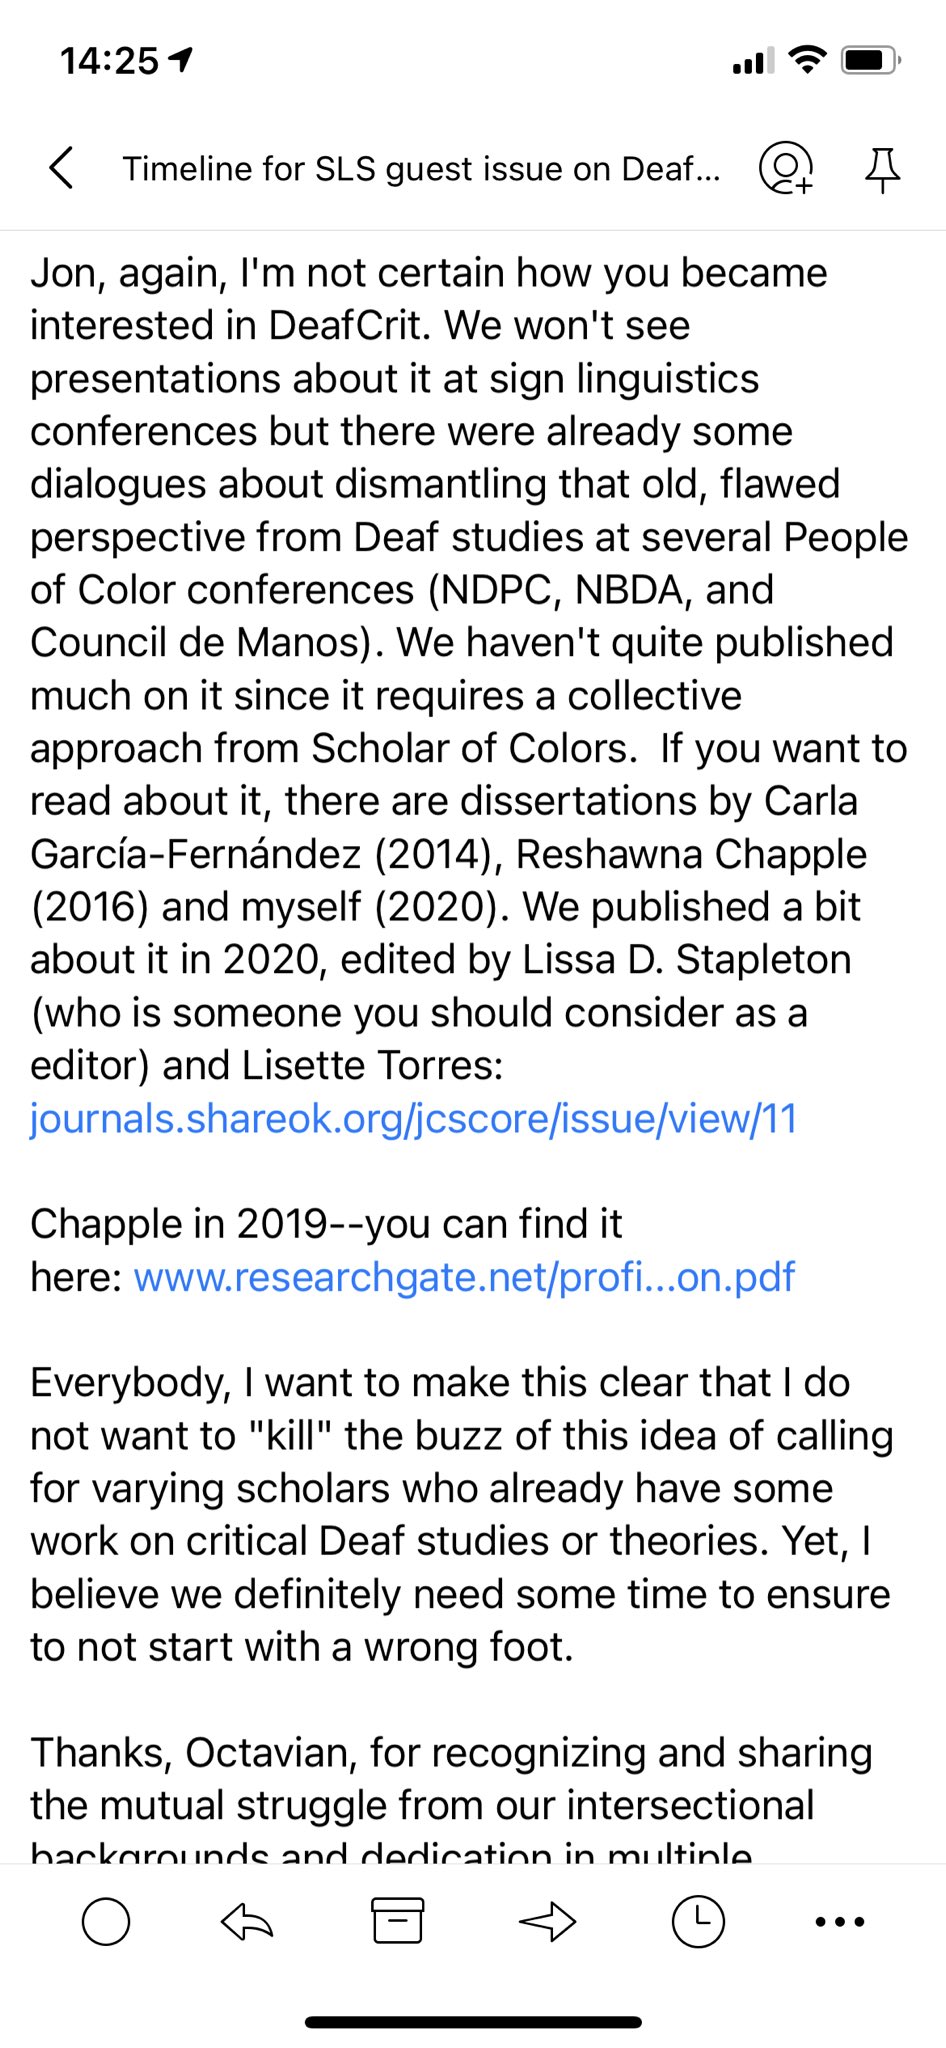 14:25
Timeline for SLS guest issue on Deaf...
Jon, again, I'm not certain how you became
interested in DeafCrit. We won't see
presentations about it at sign linguistics
conferences but there were already some
dialogues about dismantling that old, flawed
perspective from Deaf studies at several People
of Color conferences (NDPC, NBDA, and
Council de Manos). We haven't quite published
much on it since it requires a collective
approach from Scholar of Colors.  If you want to
read about it, there are dissertations by Carla
García-Fernández (2014), Reshawna Chapple
(2016) and myself (2020). We published a bit
about it in 2020, edited by Lissa D. Stapleton
(who is someone you should consider as a
editor) and Lisette Torres:
journals.shareok.org/jcscore/issue/view/11
Chapple in 2019--you can find it
here: www.researchgate.net/profi...on.pdf
Everybody, I want to make this clear that I do
not want to "kill" the buzz of this idea of calling
for varying scholars who already have some
work on critical Deaf studies or theories. Yet, I
believe we definitely need some time to ensure
to not start with a wrong foot.
Thanks, Octavian, for recognizing and sharing
the mutual struggle from our intersectional
backgrounds and dedication in multiple